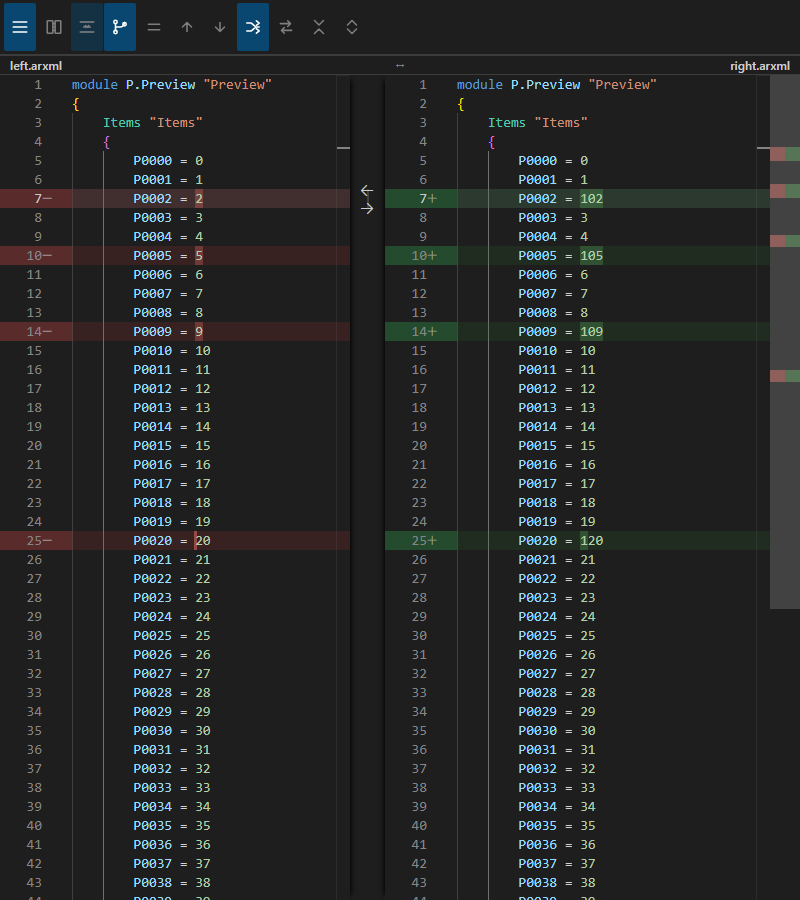 left.arxml ↔ right.arxml
1 module P.Preview "Preview" 1 module P.Preview "Preview"
2 { 2 {
3 Items "Items" 3 Items "Items"
4 { 4 {
5 P0000 = 0 5 P0000 = 0
6 P0001 = 1 6 P0001 = 1
7− P0002 = 2 7+ P0002 = 102
8 P0003 = 3 8 P0003 = 3
9 P0004 = 4 9 P0004 = 4
10− P0005 = 5 10+ P0005 = 105
11 P0006 = 6 11 P0006 = 6
12 P0007 = 7 12 P0007 = 7
13 P0008 = 8 13 P0008 = 8
14− P0009 = 9 14+ P0009 = 109
15 P0010 = 10 15 P0010 = 10
16 P0011 = 11 16 P0011 = 11
17 P0012 = 12 17 P0012 = 12
18 P0013 = 13 18 P0013 = 13
19 P0014 = 14 19 P0014 = 14
20 P0015 = 15 20 P0015 = 15
21 P0016 = 16 21 P0016 = 16
22 P0017 = 17 22 P0017 = 17
23 P0018 = 18 23 P0018 = 18
24 P0019 = 19 24 P0019 = 19
25− P0020 = 20 25+ P0020 = 120
26 P0021 = 21 26 P0021 = 21
27 P0022 = 22 27 P0022 = 22
28 P0023 = 23 28 P0023 = 23
29 P0024 = 24 29 P0024 = 24
30 P0025 = 25 30 P0025 = 25
31 P0026 = 26 31 P0026 = 26
32 P0027 = 27 32 P0027 = 27
33 P0028 = 28 33 P0028 = 28
34 P0029 = 29 34 P0029 = 29
35 P0030 = 30 35 P0030 = 30
36 P0031 = 31 36 P0031 = 31
37 P0032 = 32 37 P0032 = 32
38 P0033 = 33 38 P0033 = 33
39 P0034 = 34 39 P0034 = 34
40 P0035 = 35 40 P0035 = 35
41 P0036 = 36 41 P0036 = 36
42 P0037 = 37 42 P0037 = 37
43 P0038 = 38 43 P0038 = 38